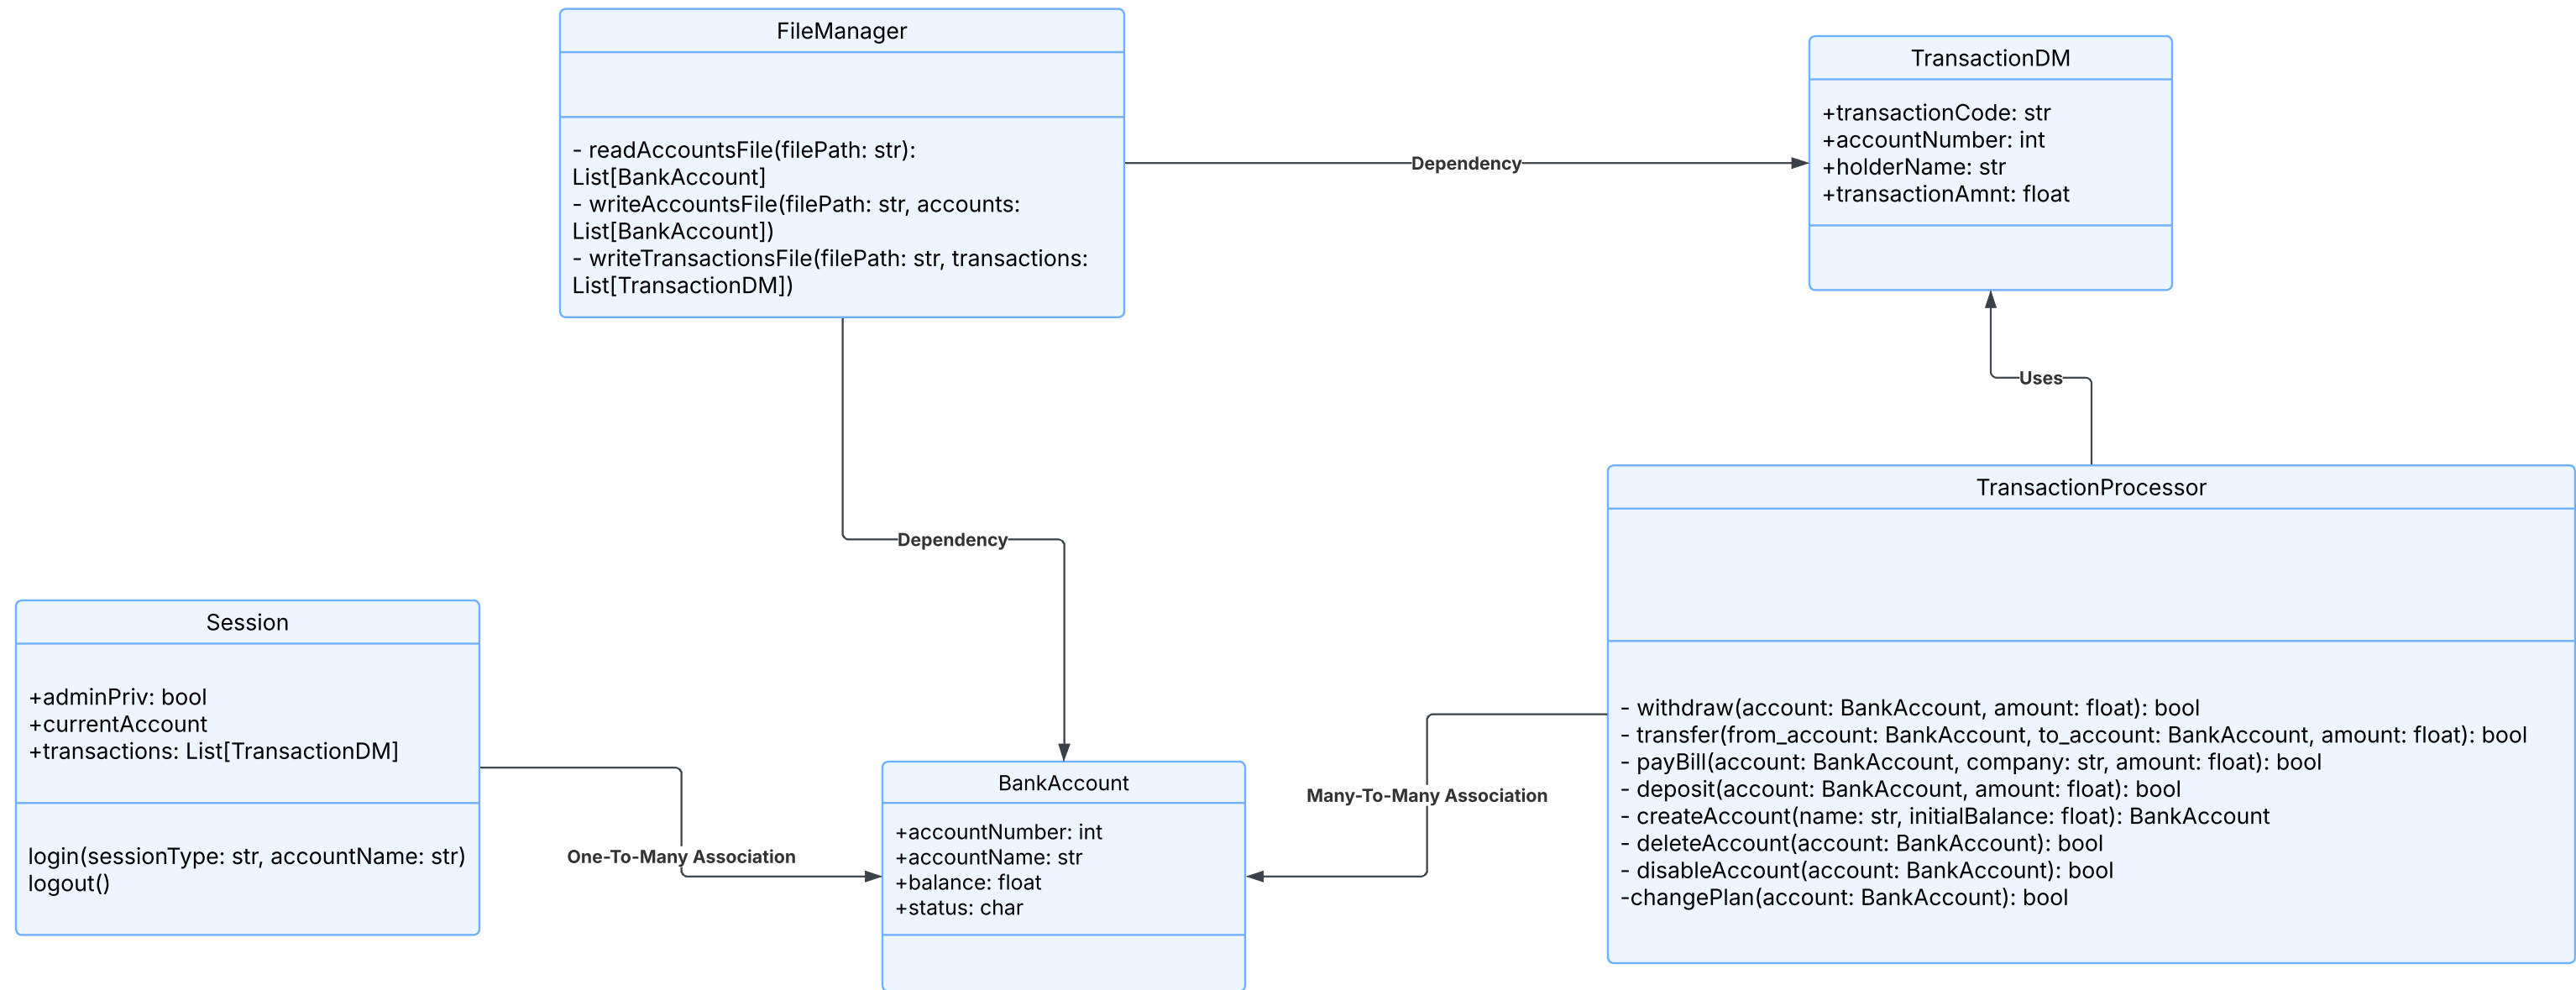 FileManager
- readAccountsFile(filePath: str):
List[BankAccount]
- writeAccountsFile(filePath: str, accounts:
List[BankAccount])
- writeTransactionsFile(filePath: str, transactions:
List[TransactionDM])
Dependency
TransactionDM
+transactionCode: str
+accountNumber: int
+holderName: str
+transactionAmnt: float
Uses
Dependency
TransactionProcessor
- withdraw(account: BankAccount, amount: float): bool
- transfer(from_account: BankAccount, to_account: BankAccount, amount: float): bool
- payBill(account: BankAccount, company: str, amount: float): bool
- deposit(account: BankAccount, amount: float): bool
- createAccount(name: str, initialBalance: float): BankAccount
- deleteAccount(account: BankAccount): bool
- disableAccount(account: BankAccount): bool
-changePlan(account: BankAccount): bool
Session
+adminPriv: bool
+currentAccount
+transactions: List[TransactionDM]
login(sessionType: str, accountName: str)
logout()
One-To-Many Association
BankAccount
+accountNumber: int
+accountName: str
+balance: float
+status: char
Many-To-Many Association